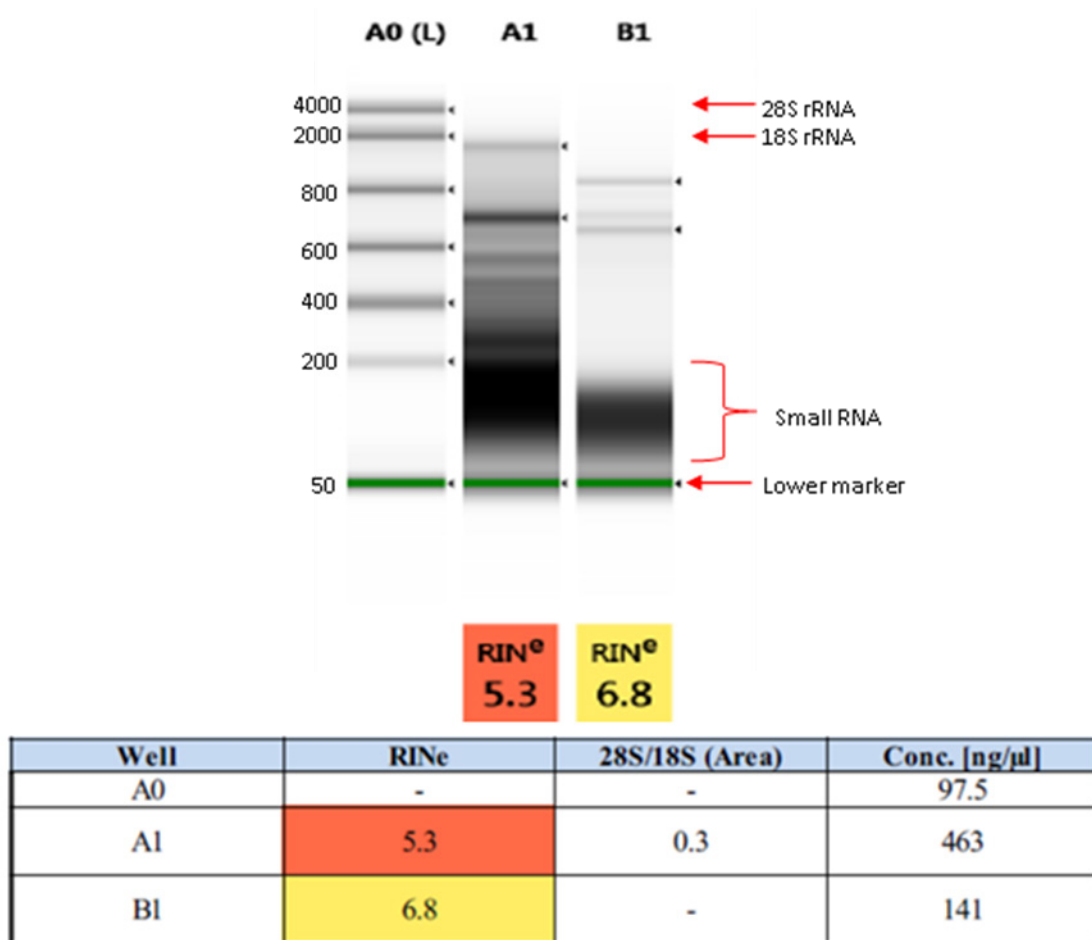 A0 (L) A1 B1
4000
2000
800
600
400
200
50
28S rRNA
18S rRNA
Small RNA
Lower marker
RINe
5.3
RINe
6.8
Well RINe 28S/18S (Area) Conc. [ng/µl]
A0 - - 97.5
A1 5.3 0.3 463
B1 6.8 - 141